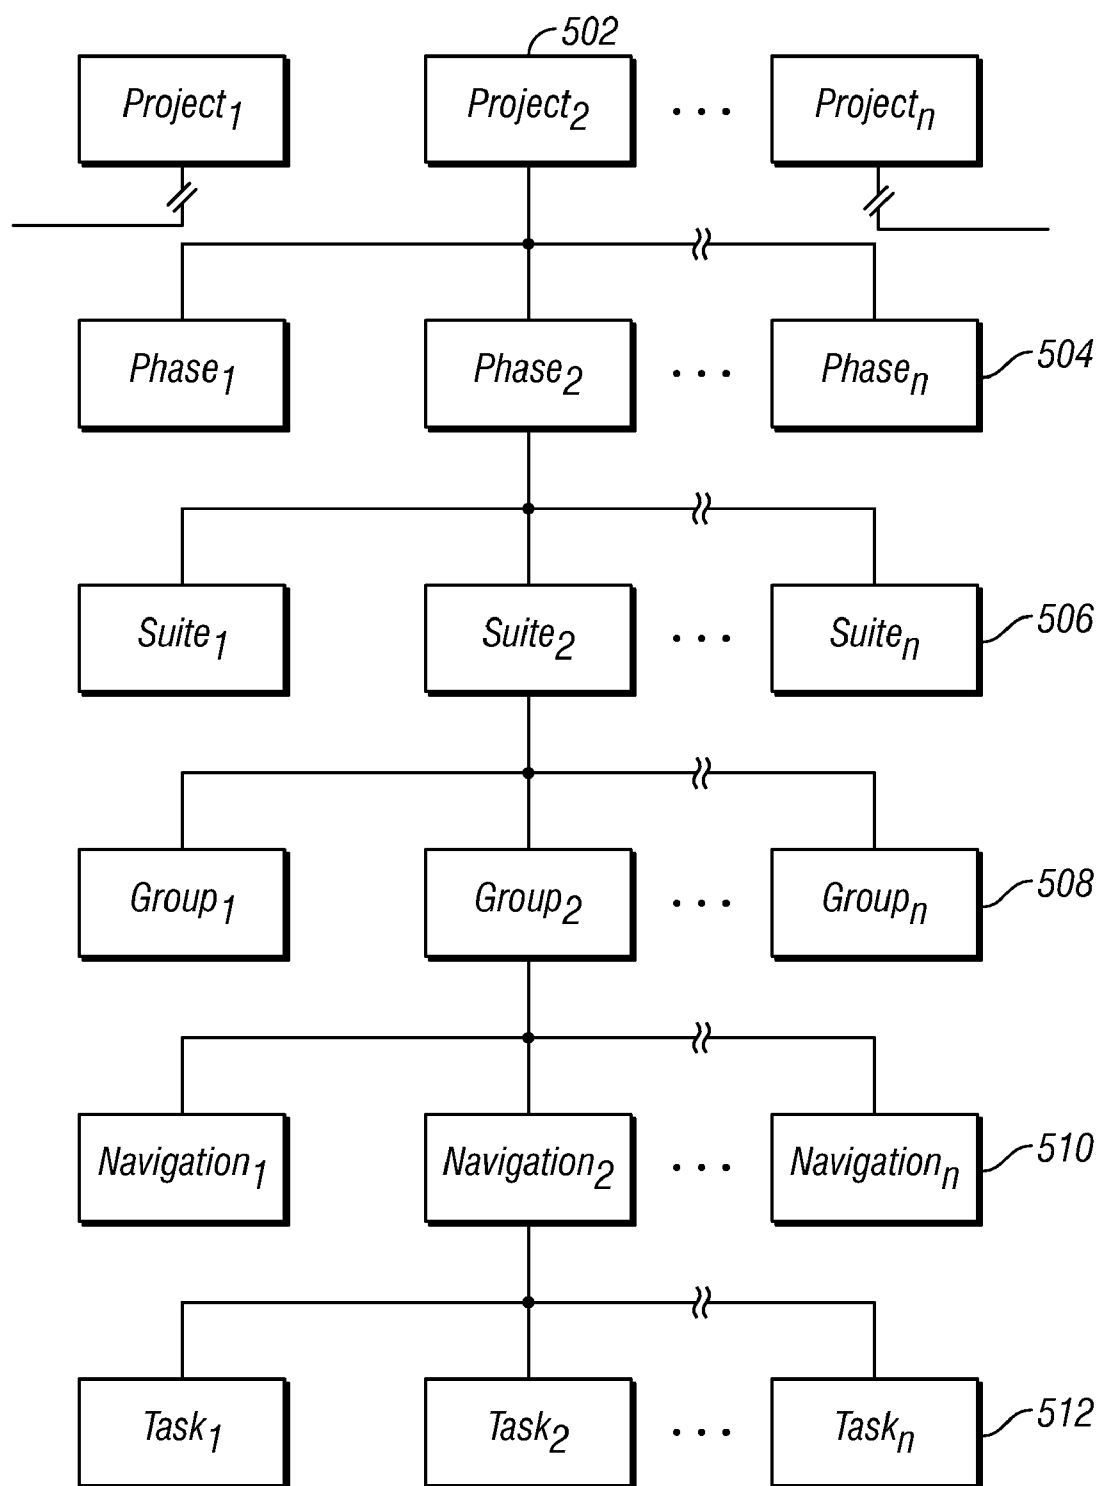 502
Project1 Project2 . . . Projectn
Phase1 Phase2 . . . Phasen 504
Suite1 Suite2 . . . Suiten 506
Group1 Group2 . . . Groupn 508
Navigation1 Navigation2 . . . Navigationn 510
Task1 Task2 . . . Taskn 512